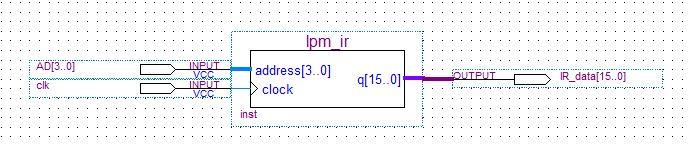 lpm_ir
AD[3..0] INPUT VCC address[3..0] q[15..0] OUTPUT IR_data[15..0]
clk INPUT VCC clock
inst